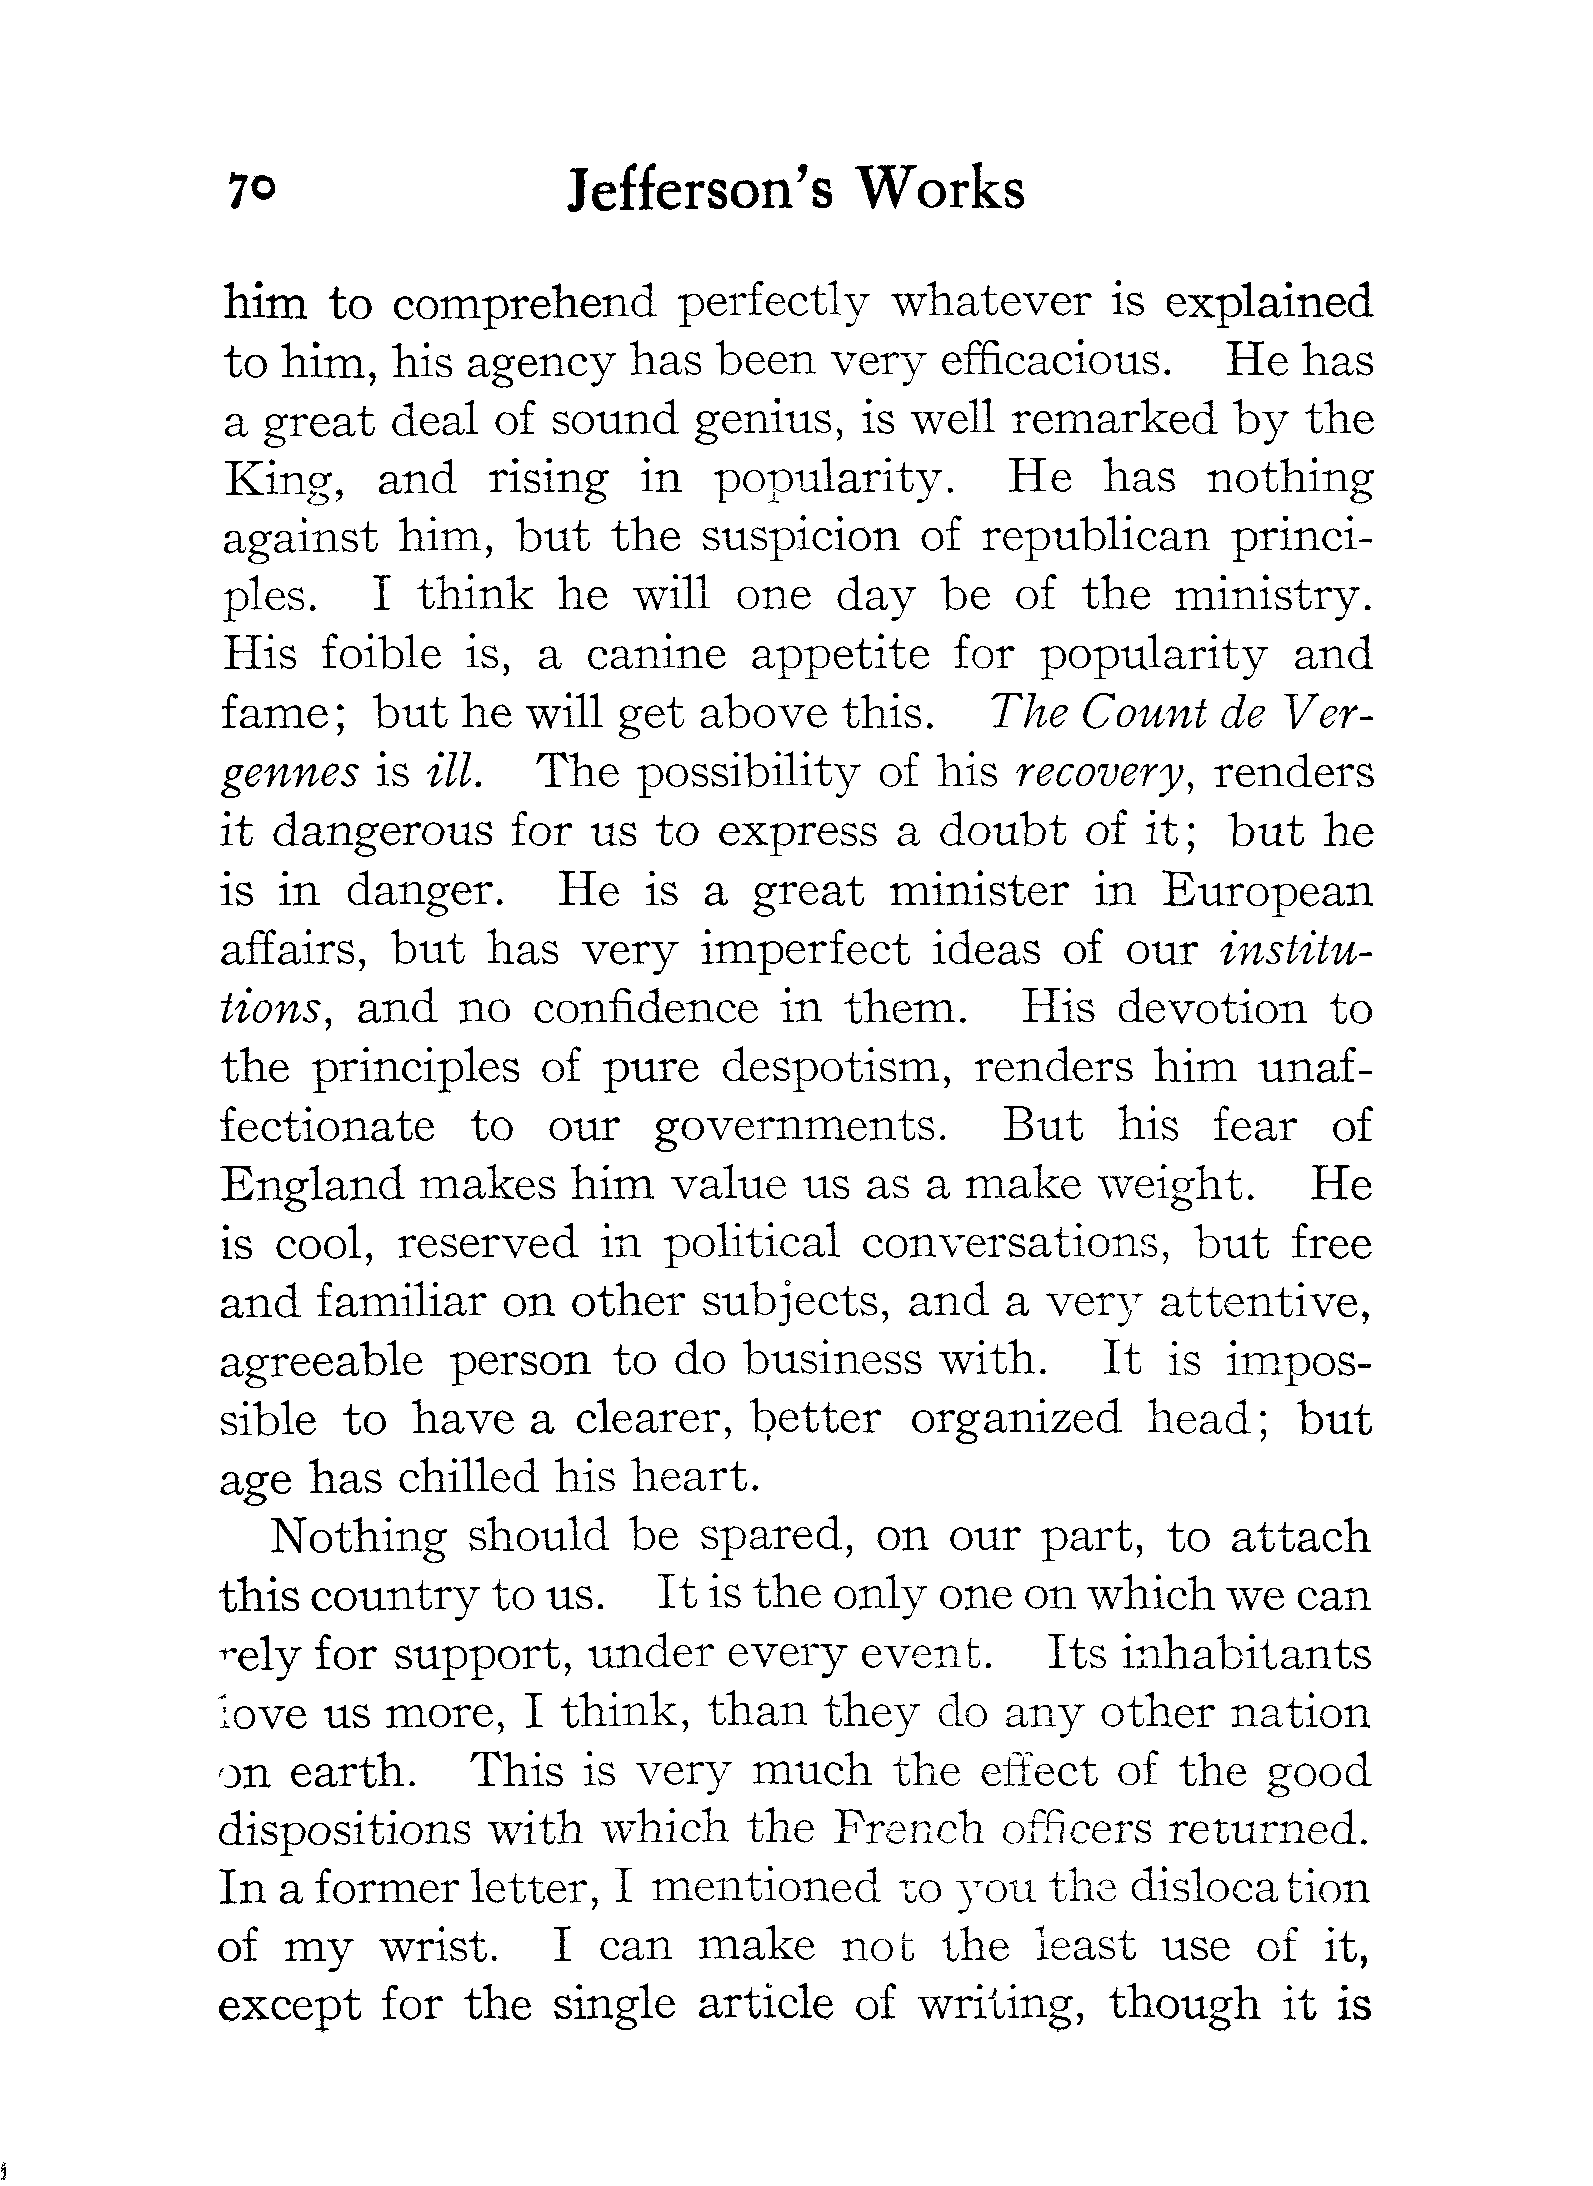 70 Jefferson's Works
him to comprehend perfectly whatever is explained
to him, his agency has been very efficacious. He has
a great deal of sound genius, is well remarked by the
King, and rising in popularity. He has nothing
against him, but the suspicion of republican princi-
ples. I think he will one day be of the ministry.
His foible is, a canine appetite for popularity and
fame; but he will get above this. The Count de Ver-
gennes is ill. The possibility of his recovery, renders
it dangerous for us to express a doubt of it; but he
is in danger. He is a great minister in European
affairs, but has very imperfect ideas of our institu-
tions, and no confidence in them. His devotion to
the principles of pure despotism, renders him unaf-
fectionate to our governments. But his fear of
England makes him value us as a make weight. He
is cool, reserved in political conversations, but free
and familiar on other subjects, and a very attentive,
agreeable person to do business with. It is impos-
sible to have a clearer, better organized head; but
age has chilled his heart.
Nothing should be spared, on our part, to attach
this country to us. It is the only one on which we can
rely for support, under every event. Its inhabitants
love us more, I think, than they do any other nation
on earth. This is very much the effect of the good
dispositions with which the French officers returned.
In a former letter, I mentioned to you the dislocation
of my wrist. I can make not the least use of it,
except for the single article of writing, though it is